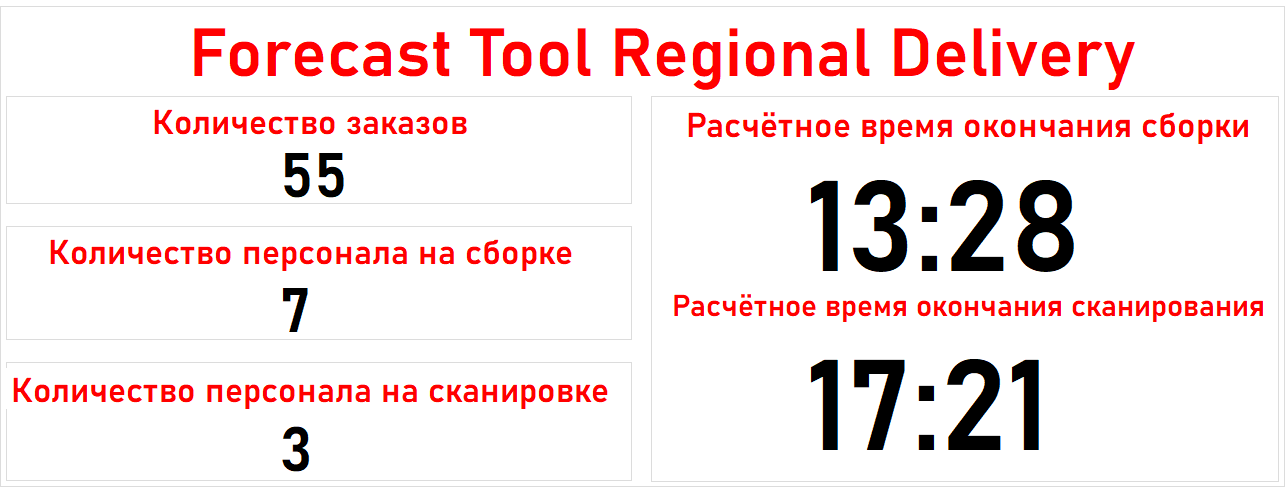 Forecast Tool Regional Delivery
Количество заказов
55
Количество персонала на сборке
7
Количество персонала на сканировке
3
Расчётное время окончания сборки
13:28
Расчётное время окончания сканирования
17:21